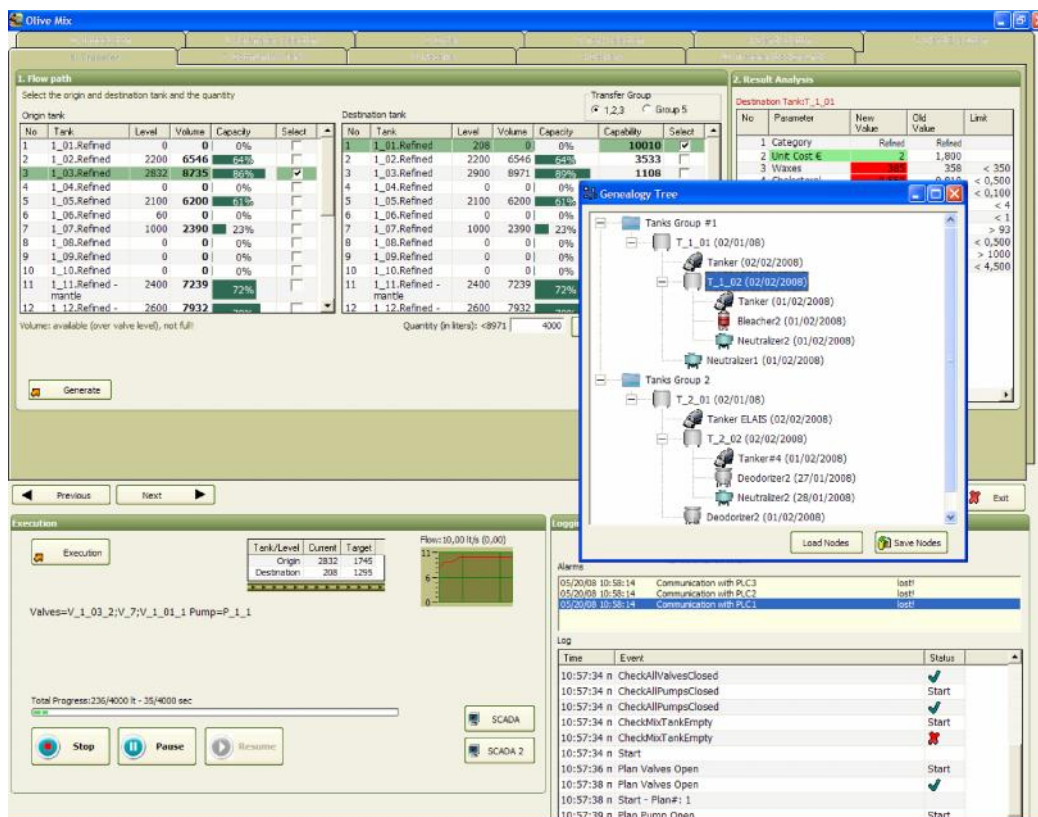 Olive Mix
1. Flow path
Select the origin and destination tank and the quantity
Transfer Group
1,2,3 Group 5
Origin tank
No Tank Level Volume Capacity Select
1 1_01.Refined 0 0 0%
2 1_02.Refined 2200 6546 64%
3 1_03.Refined 2832 8735 86%
4 1_04.Refined 0 0 0%
5 1_05.Refined 2100 6200 61%
6 1_06.Refined 60 0 0%
7 1_07.Refined 1000 2390 23%
8 1_08.Refined 0 0 0%
9 1_09.Refined 0 0 0%
10 1_10.Refined 0 0 0%
11 1_11.Refined - mantle 2400 7239 72%
12 1_12.Refined - 2600 7932
Destination tank
No Tank Level Volume Capacity Capability Select
1 1_01.Refined 208 0 0% 10010
2 1_02.Refined 2200 6546 64% 3533
3 1_03.Refined 2900 8971 89% 1108
4 1_04.Refined 0 0 0%
5 1_05.Refined 2100 6200 61%
6 1_06.Refined 0 0 0%
7 1_07.Refined 1000 2390 23%
8 1_08.Refined 0 0 0%
9 1_09.Refined 0 0 0%
10 1_10.Refined 0 0 0%
11 1_11.Refined - mantle 2400 7239 72%
12 1_12.Refined - 2600 7932
Volume: available (over valve level), not full!
Quantity (in liters): <8971 4000
Generate
2. Result Analysis
Destination Tank:T_1_01
No Parameter New Value Old Value Limit
1 Category Refined Refined
2 Unit Cost € 2 1,800
3 Waxes 385 358 < 350
< 0,500
< 0,100
< 4
< 1
> 93
< 0,500
> 1000
< 4,500
Genealogy Tree
Tanks Group #1
T_1_01 (02/01/08)
Tanker (02/02/2008)
T_1_02 (02/02/2008)
Tanker (01/02/2008)
Bleacher2 (01/02/2008)
Neutralizer2 (01/02/2008)
Neutralizer1 (01/02/2008)
Tanks Group 2
T_2_01 (02/01/08)
Tanker ELAIS (02/02/2008)
T_2_02 (02/02/2008)
Tanker#4 (01/02/2008)
Deodorizer2 (27/01/2008)
Neutralizer2 (28/01/2008)
Deodorizer2 (01/02/2008)
Load Nodes Save Nodes
Previous Next
Exit
Execution
Execution
Tank/Level Current Target
Origin 2832 1745
Destination 208 1295
Flow:10,00 lt/s (0,00)
11
6
0
Valves=V_1_03_2;V_7;V_1_01_1 Pump=P_1_1
Total Progress:236/4000 lt - 35/4000 sec
Stop Pause Resume
SCADA
SCADA 2
Alarms
05/20/08 10:58:14 Communication with PLC3 lost!
05/20/08 10:58:14 Communication with PLC2 lost!
05/20/08 10:58:14 Communication with PLC1 lost!
Log
Time Event Status
10:57:34 п CheckAllValvesClosed
10:57:34 п CheckAllPumpsClosed Start
10:57:34 п CheckAllPumpsClosed
10:57:34 п CheckMixTankEmpty Start
10:57:34 п CheckMixTankEmpty
10:57:34 п Start
10:57:36 п Plan Valves Open Start
10:57:38 п Plan Valves Open
10:57:38 п Start - Plan#: 1
10:57:39 п Plan Pump Open Start